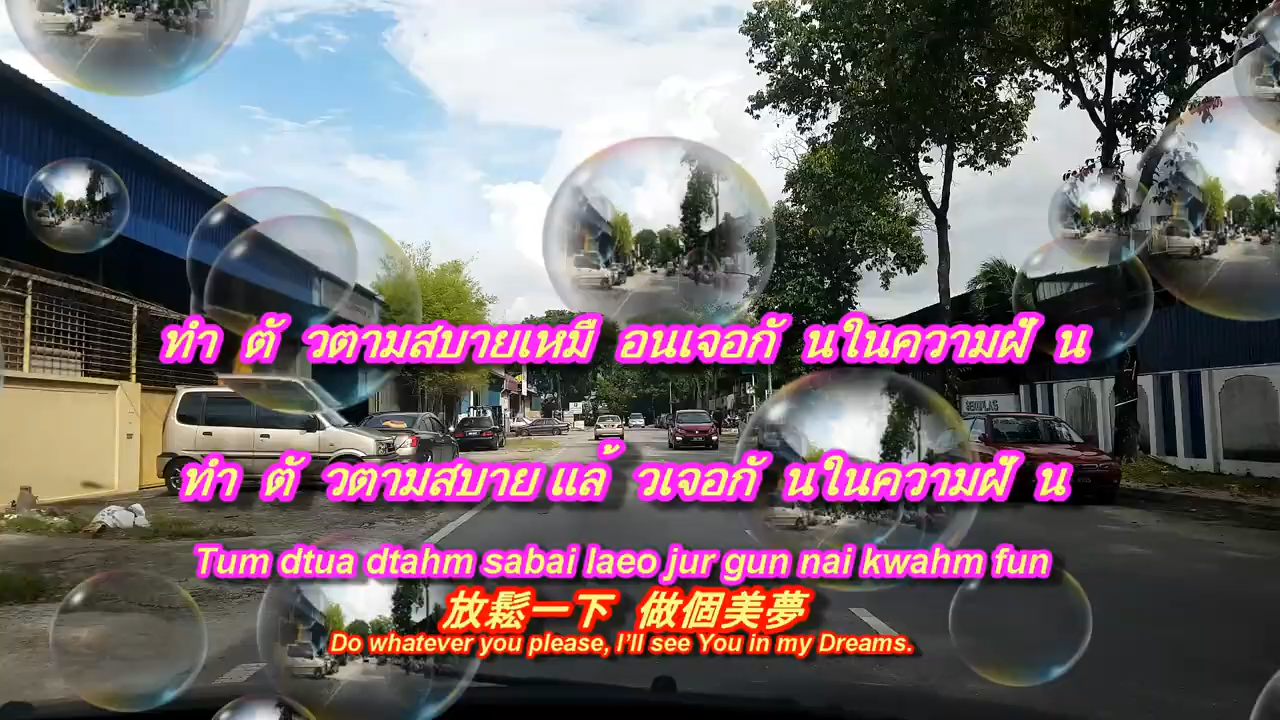 ทำ ตั วตามสบายเหมื อนเจอกั นในความฝั น
ทำ ตั วตามสบาย แล้ วเจอกั นในความฝั น
Tum dtua dtahm sabai laeo jur gun nai kwahm fun
放鬆一下 做個美夢
Do whatever you please, I'll see You in my Dreams.